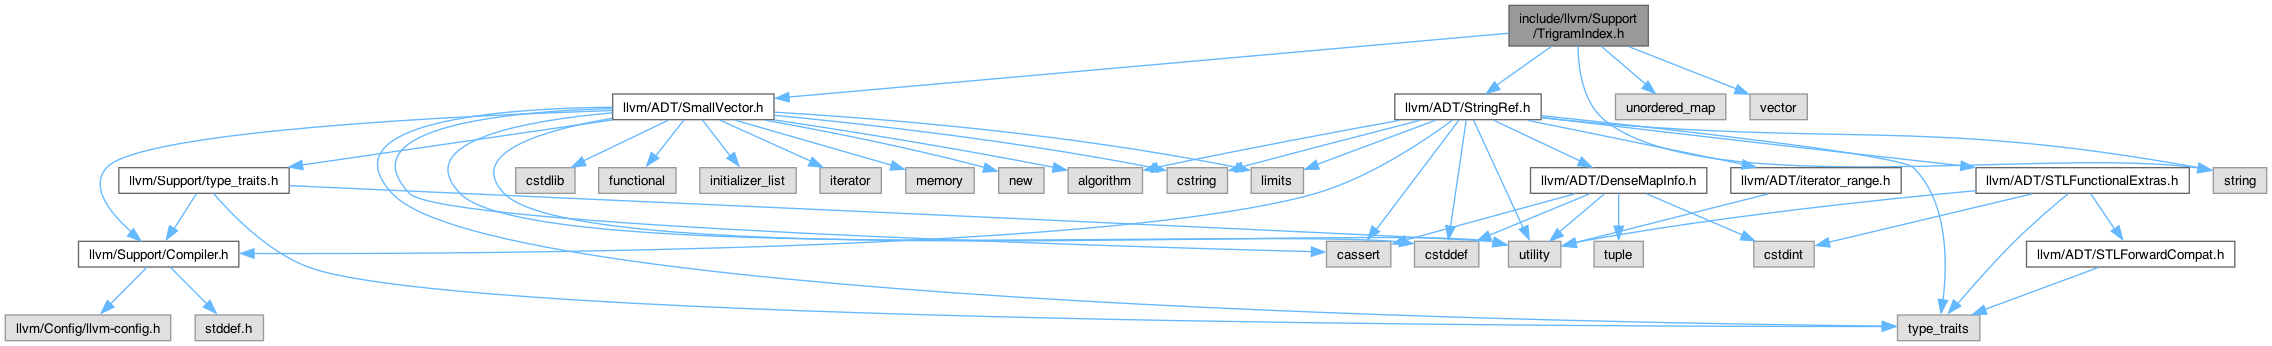 include/llvm/Support
/TrigramIndex.h
llvm/ADT/SmallVector.h
llvm/ADT/StringRef.h
unordered_map
vector
llvm/Support/type_traits.h
cstdlib
functional
initializer_list
iterator
memory
new
algorithm
cstring
limits
llvm/ADT/DenseMapInfo.h
llvm/ADT/iterator_range.h
llvm/ADT/STLFunctionalExtras.h
string
llvm/Support/Compiler.h
cassert
cstddef
utility
tuple
cstdint
llvm/ADT/STLForwardCompat.h
llvm/Config/llvm-config.h
stddef.h
type_traits